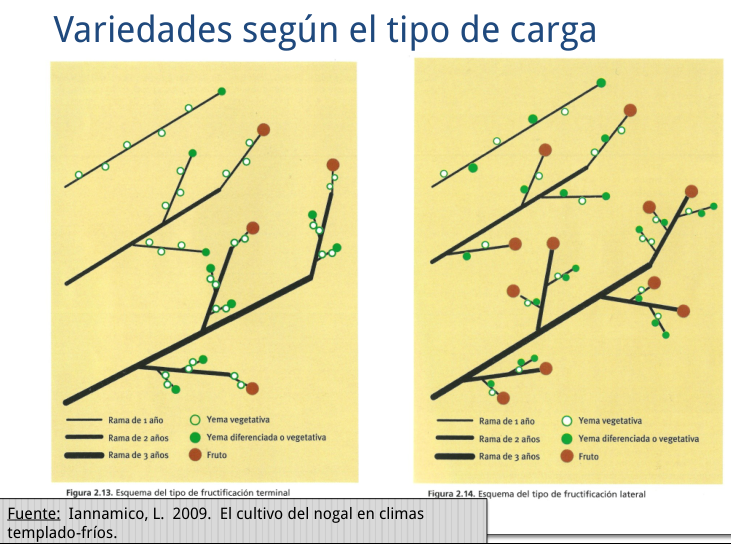 Variedades según el tipo de carga
Rama de 1 año
Yema vegetativa
Rama de 2 años
Yema diferenciada o vegetativa
Rama de 3 años
Fruto
Figura 2.13. Esquema del tipo de fructificación terminal
Rama de 1 año
Yema vegetativa
Rama de 2 años
Yema diferenciada o vegetativa
Rama de 3 años
Fruto
Figura 2.14. Esquema del tipo de fructificación lateral
Fuente: Iannamico, L. 2009. El cultivo del nogal en climas
templado-fríos.